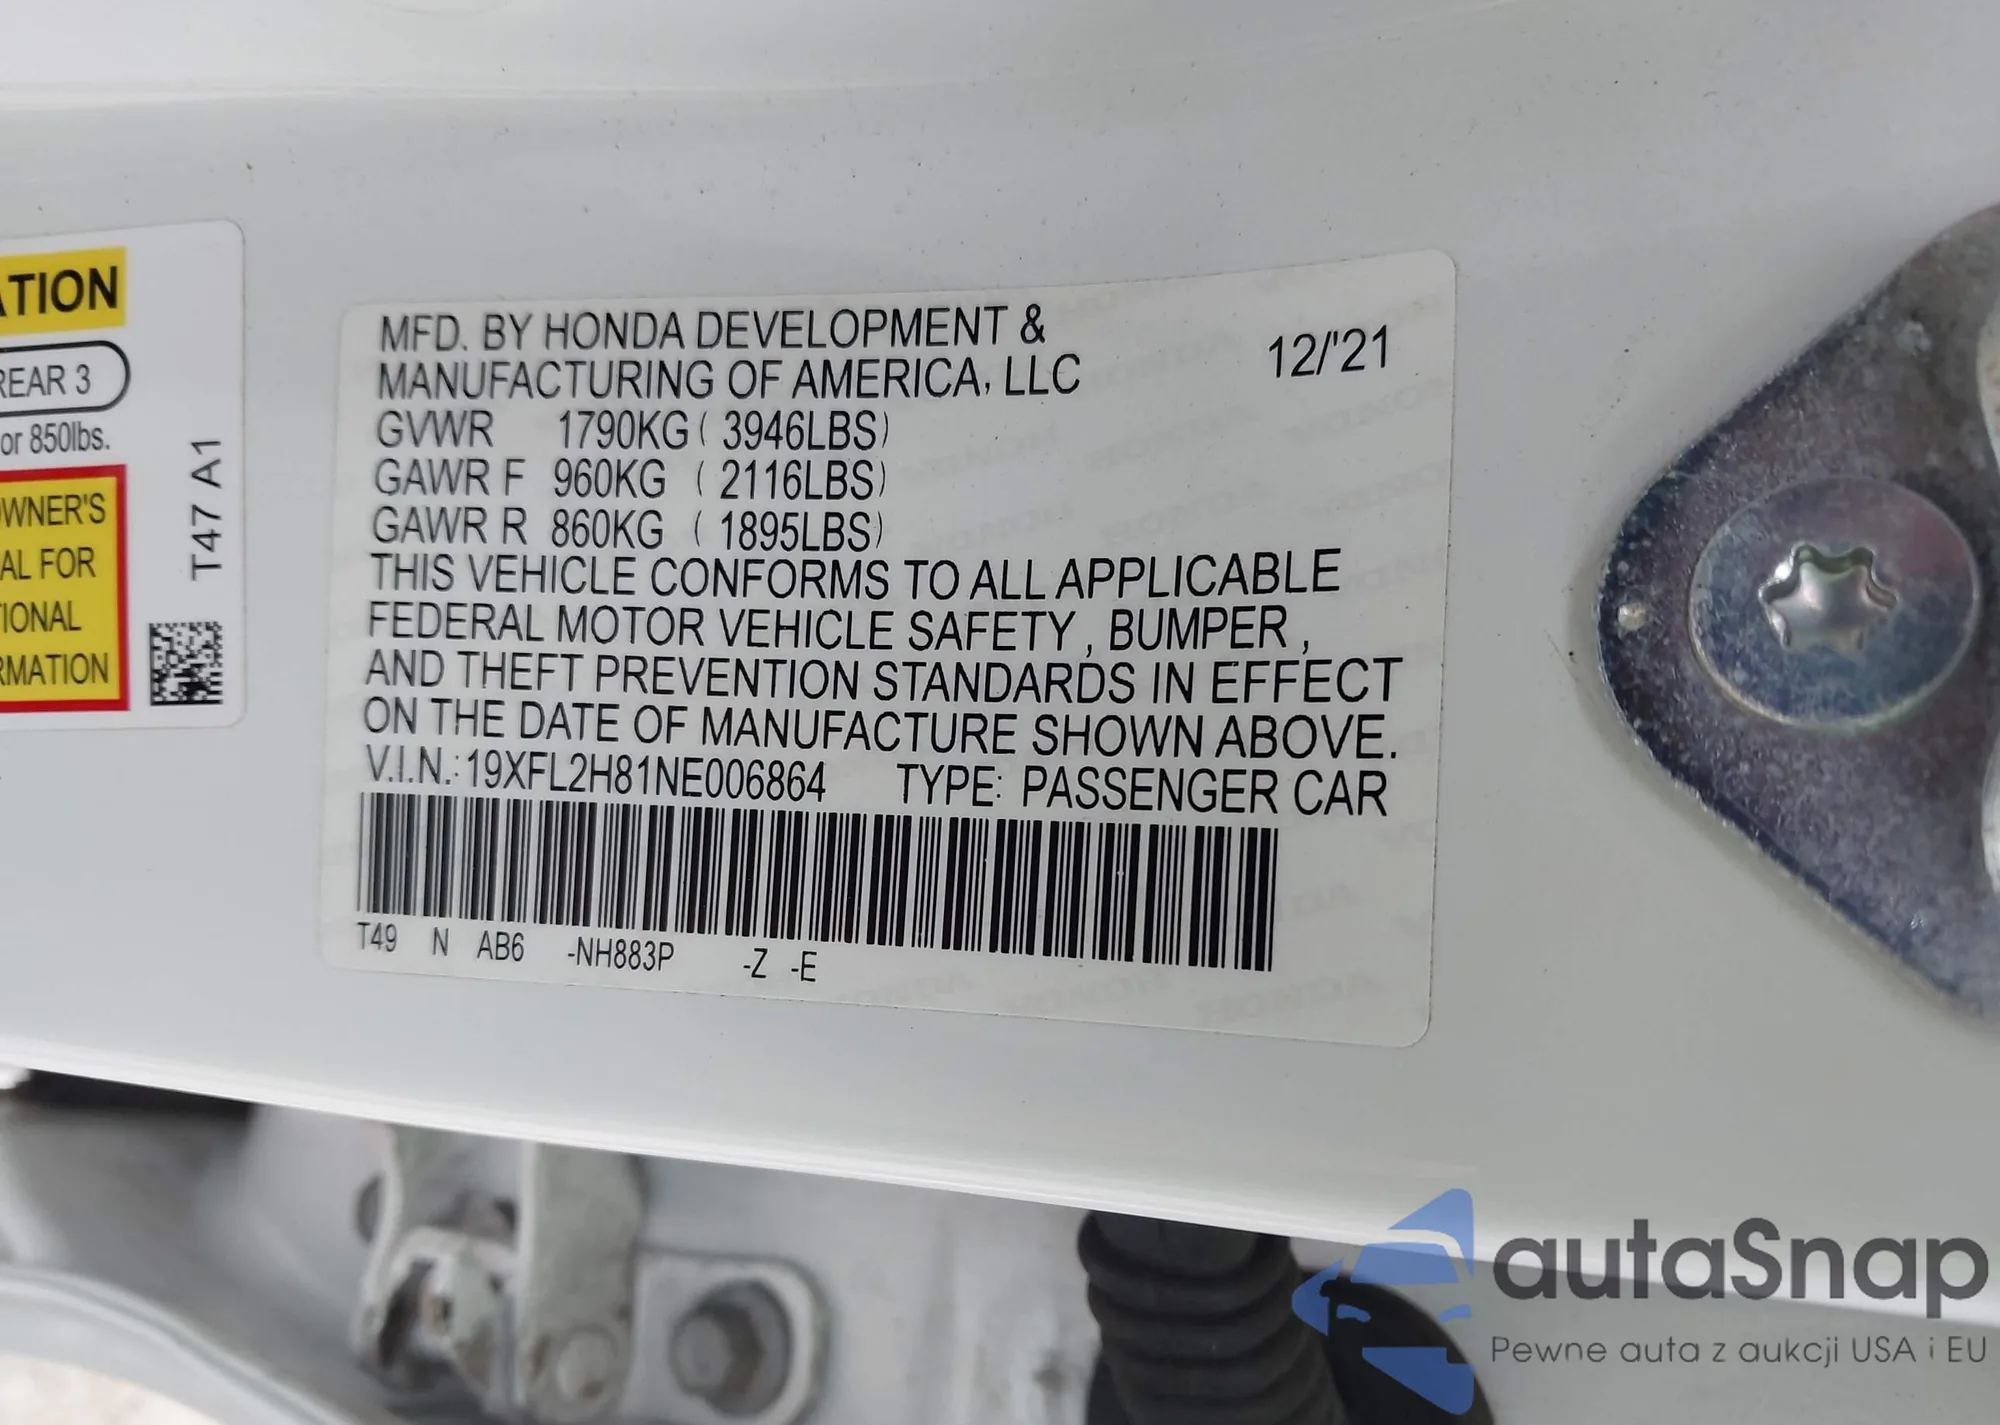 ATION
REAR 3
or 850lbs.
OWNER'S
AL FOR
TIONAL
RMATION
T47 A1
MFD. BY HONDA DEVELOPMENT &
MANUFACTURING OF AMERICA, LLC
12/'21
GVWR 1790KG ( 3946LBS)
GAWR F 960KG ( 2116LBS)
GAWR R 860KG ( 1895LBS)
THIS VEHICLE CONFORMS TO ALL APPLICABLE
FEDERAL MOTOR VEHICLE SAFETY , BUMPER ,
AND THEFT PREVENTION STANDARDS IN EFFECT
ON THE DATE OF MANUFACTURE SHOWN ABOVE.
V.I.N.: 19XFL2H81NE006864 TYPE: PASSENGER CAR
T49 N AB6 -NH883P -Z -E
autaSnap
Pewne auta z aukcji USA i EU